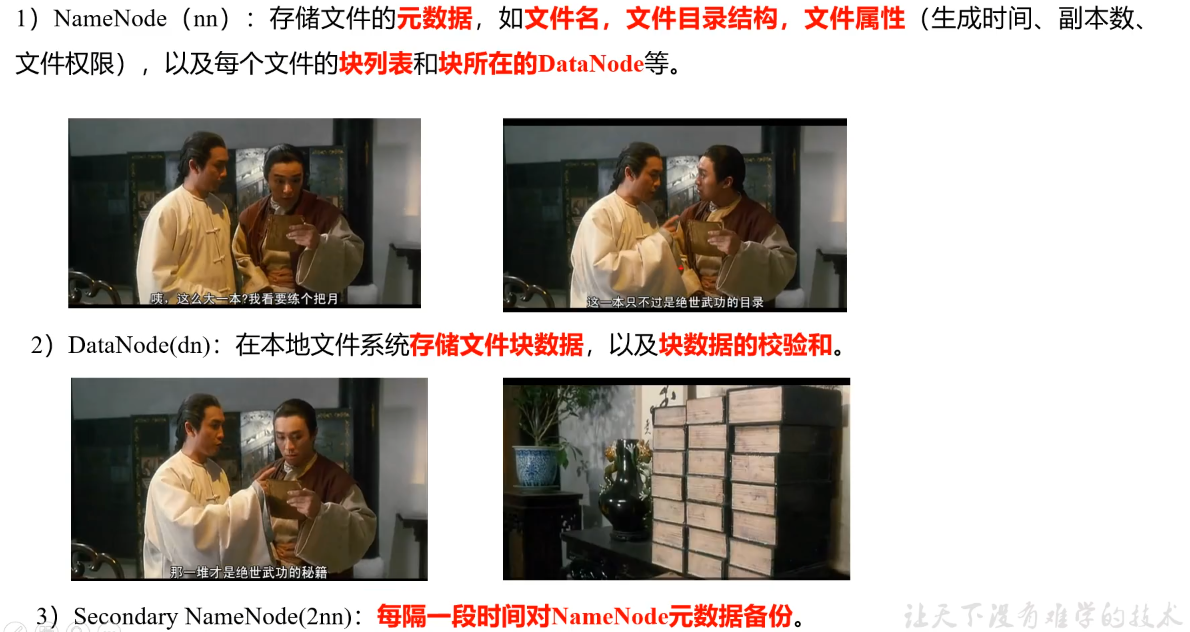 1）NameNode（nn）：存储文件的元数据，如文件名，文件目录结构，文件属性（生成时间、副本数、
文件权限），以及每个文件的块列表和块所在的DataNode等。
咦，这么大一本?我看要练个把月
这一本只不过是绝世武功的目录
2）DataNode(dn)：在本地文件系统存储文件块数据，以及块数据的校验和。
那一堆才是绝世武功的秘籍
3）Secondary NameNode(2nn)：每隔一段时间对NameNode元数据备份。
让天下没有难学的技术